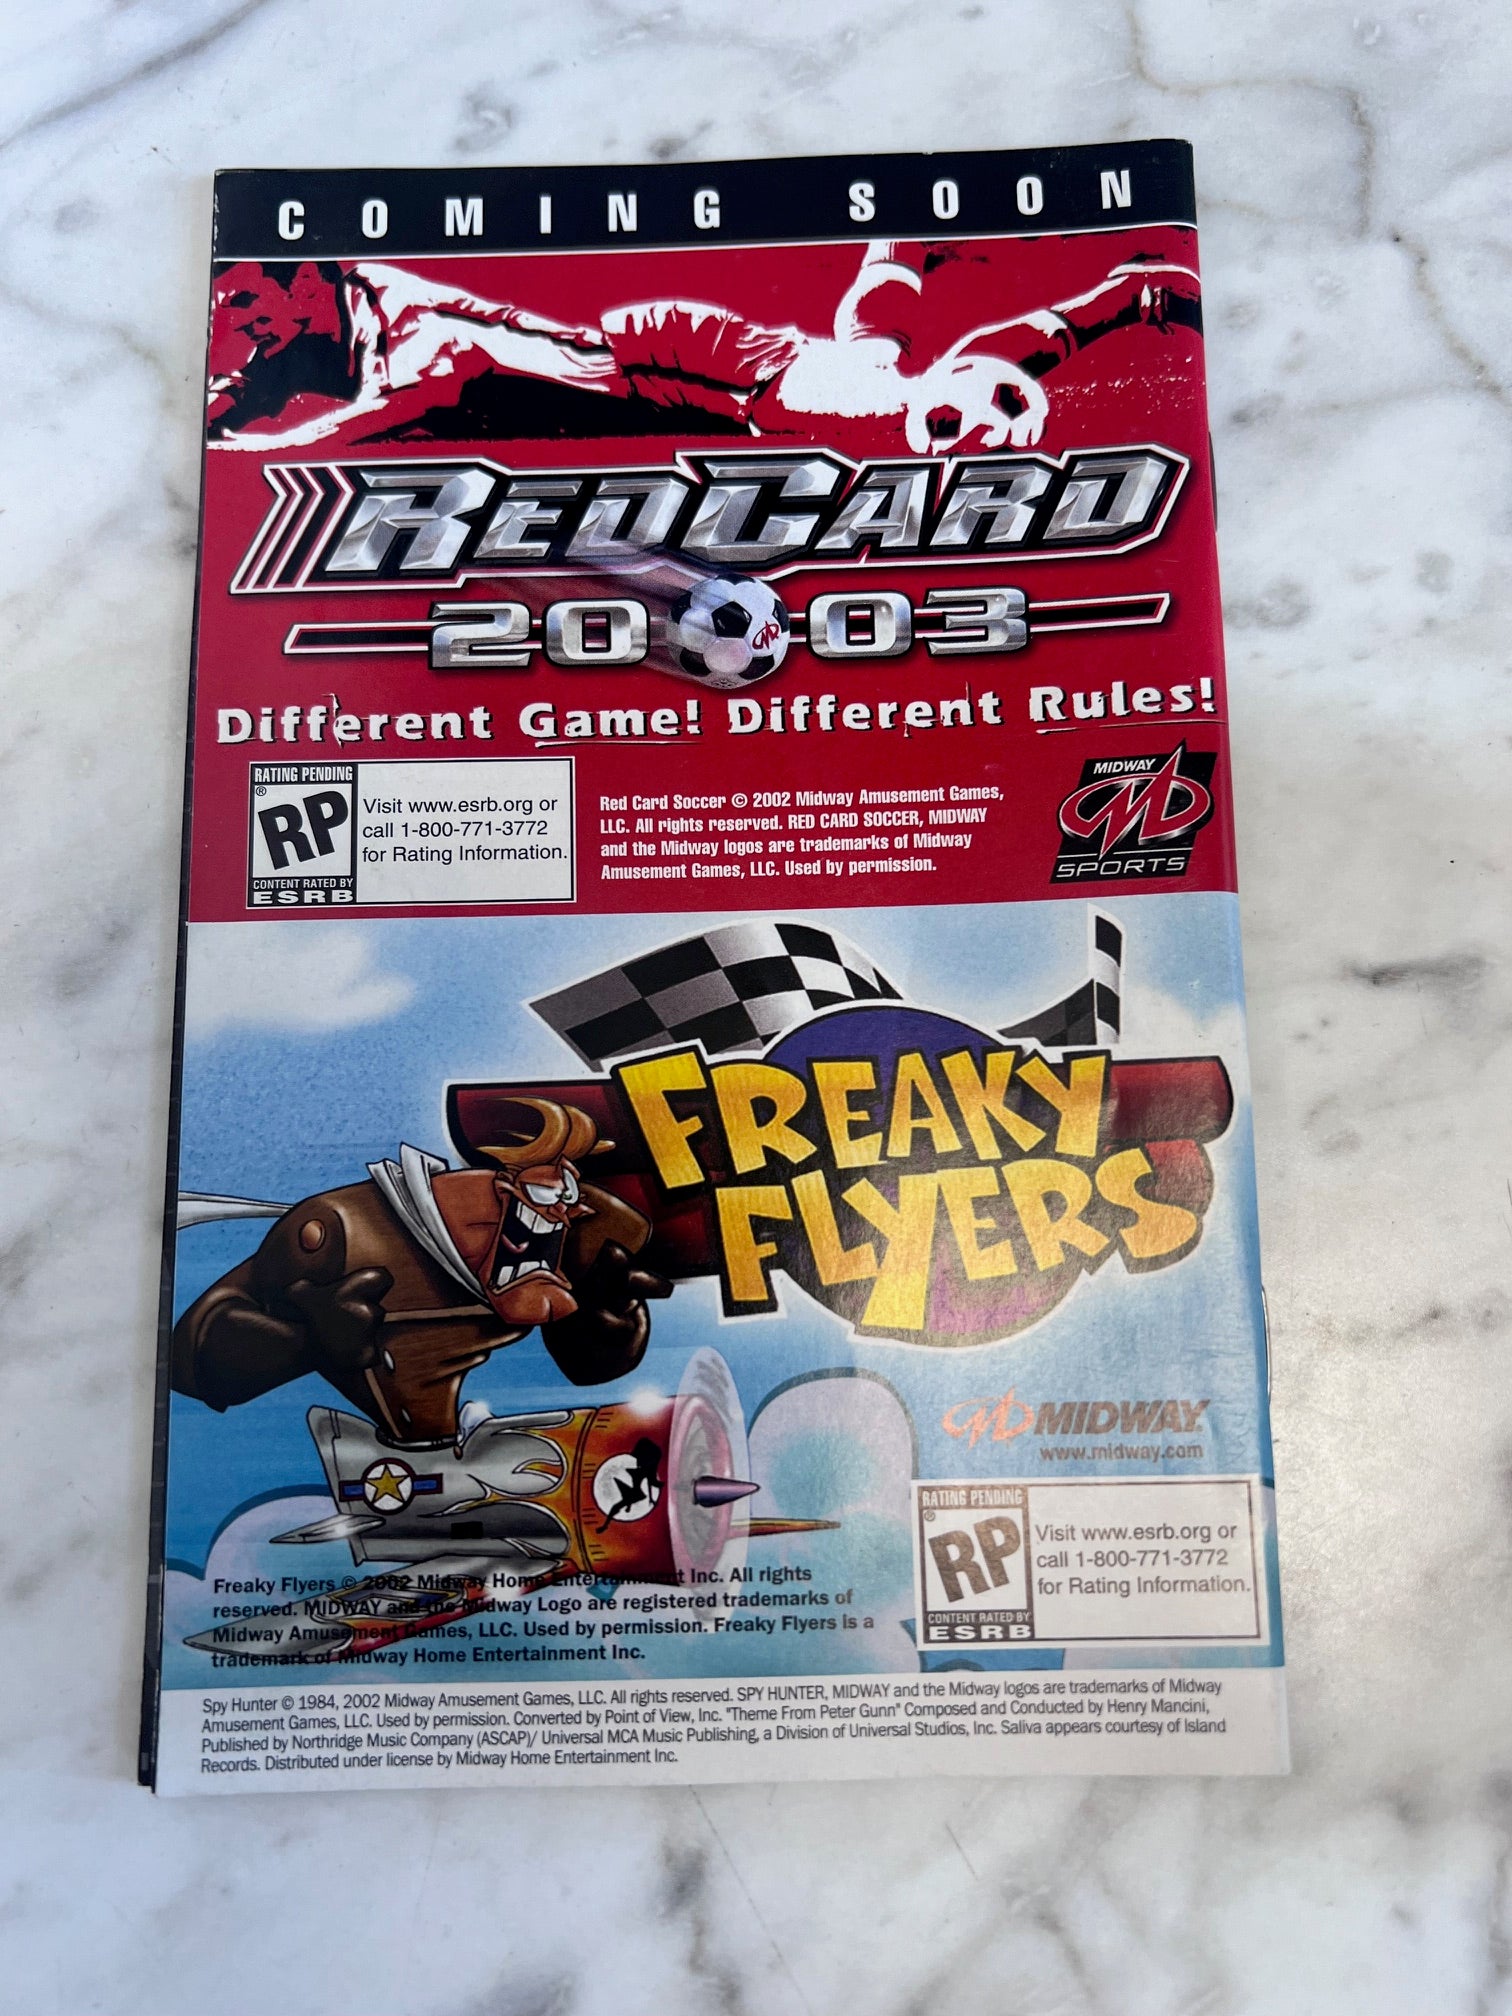 COMING SOON
REDCARD
2003
Different Game! Different Rules!
RATING PENDING
RP
®
CONTENT RATED BY
ESRB
Visit www.esrb.org or
call 1-800-771-3772
for Rating Information.
Red Card Soccer © 2002 Midway Amusement Games,
LLC. All rights reserved. RED CARD SOCCER, MIDWAY
and the Midway logos are trademarks of Midway
Amusement Games, LLC. Used by permission.
MIDWAY
SPORTS
FREAKY
FLYERS
MIDWAY
www.midway.com
RATING PENDING
RP
®
CONTENT RATED BY
ESRB
Visit www.esrb.org or
call 1-800-771-3772
for Rating Information.
Freaky Flyers © 2002 Midway Home Entertainment Inc. All rights
reserved. MIDWAY and the Midway Logo are registered trademarks of
Midway Amusement Games, LLC. Used by permission. Freaky Flyers is a
trademark of Midway Home Entertainment Inc.
Spy Hunter © 1984, 2002 Midway Amusement Games, LLC. All rights reserved. SPY HUNTER, MIDWAY and the Midway logos are trademarks of Midway
Amusement Games, LLC. Used by permission. Converted by Point of View, Inc. "Theme From Peter Gunn" Composed and Conducted by Henry Mancini,
Published by Northridge Music Company (ASCAP)/ Universal MCA Music Publishing, a Division of Universal Studios, Inc. Saliva appears courtesy of Island
Records. Distributed under license by Midway Home Entertainment Inc.